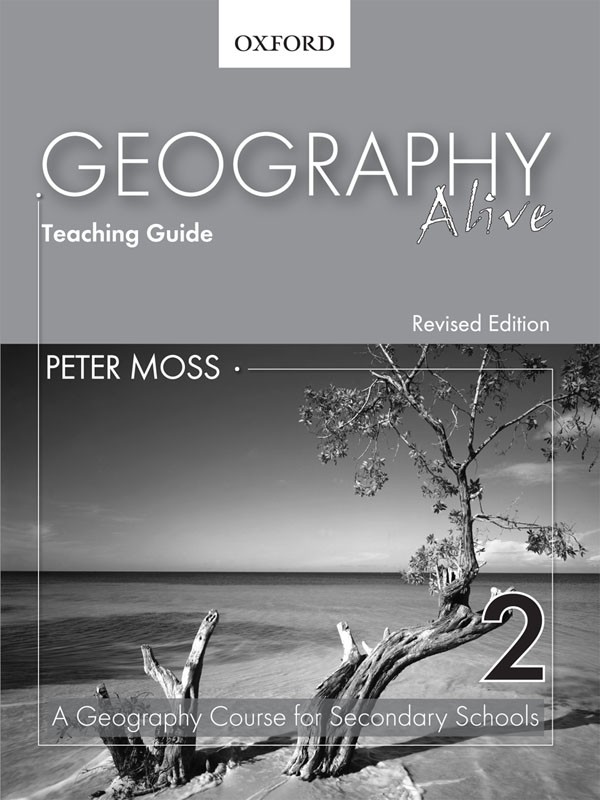 OXFORD
GEOGRAPHY
Alive
Teaching Guide
Revised Edition
PETER MOSS
2
A Geography Course for Secondary Schools